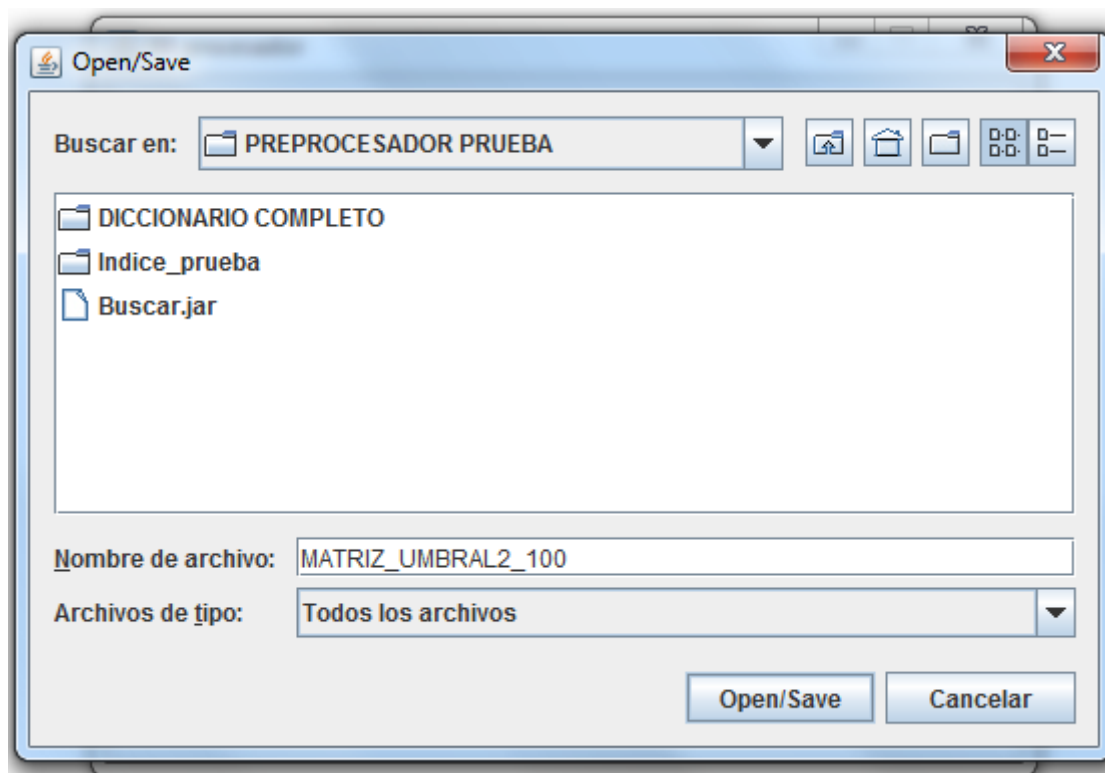 Open/Save
Buscar en: PREPROCESADOR PRUEBA
DICCIONARIO COMPLETO
Indice_prueba
Buscar.jar
Nombre de archivo: MATRIZ_UMBRAL2_100
Archivos de tipo: Todos los archivos
Open/Save Cancelar